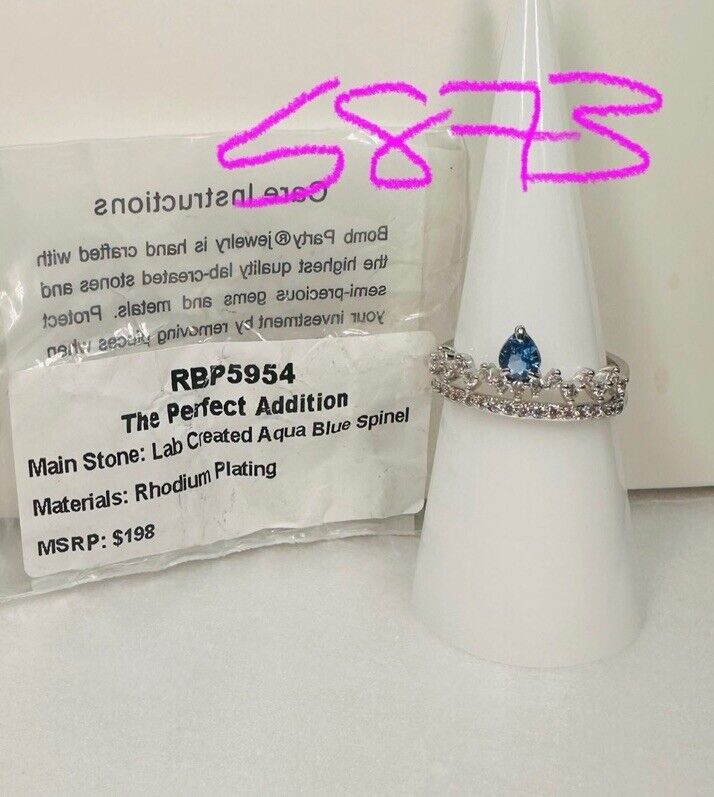 S873
Care Instructions
Bomb Party® jewelry is hand crafted with
the highest quality lab-created stones and
semi-precious gems and metals. Protect
your investment by removing pieces when
RBP5954
The Perfect Addition
Main Stone: Lab Created Aqua Blue Spinel
Materials: Rhodium Plating
MSRP: $198